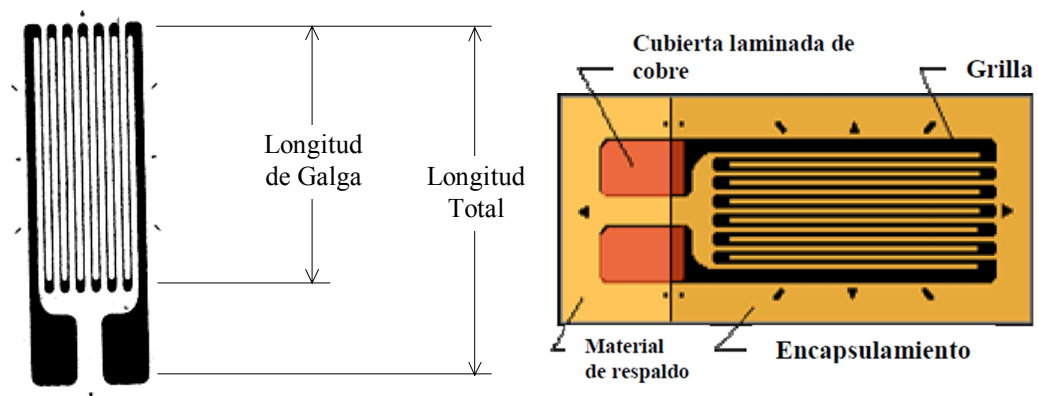 Longitud
de Galga
Longitud
Total
Cubierta laminada de
cobre
Grilla
Material
de respaldo
Encapsulamiento